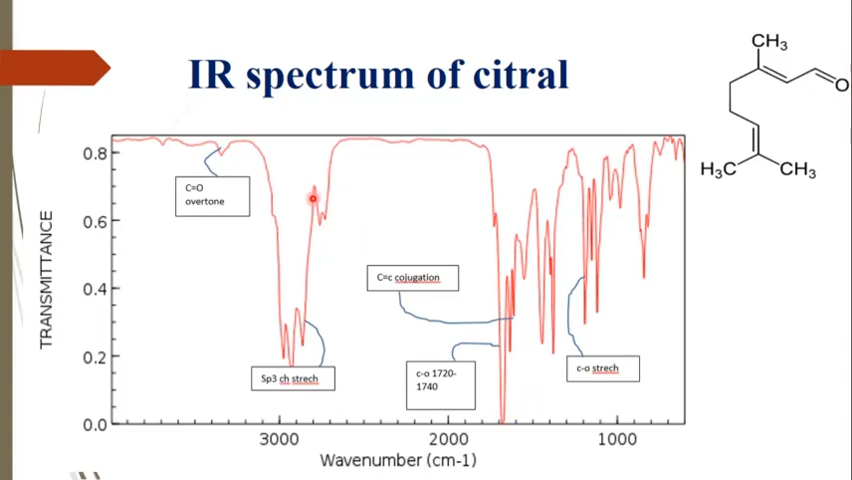 IR spectrum of citral
CH3
O
H3C
CH3
0.8
0.6
0.4
0.2
0.0
TRANSMITTANCE
C=O
overtone
C=c cojugation
Sp3 ch strech
c-o 1720-
1740
c-o strech
3000
2000
1000
Wavenumber (cm-1)